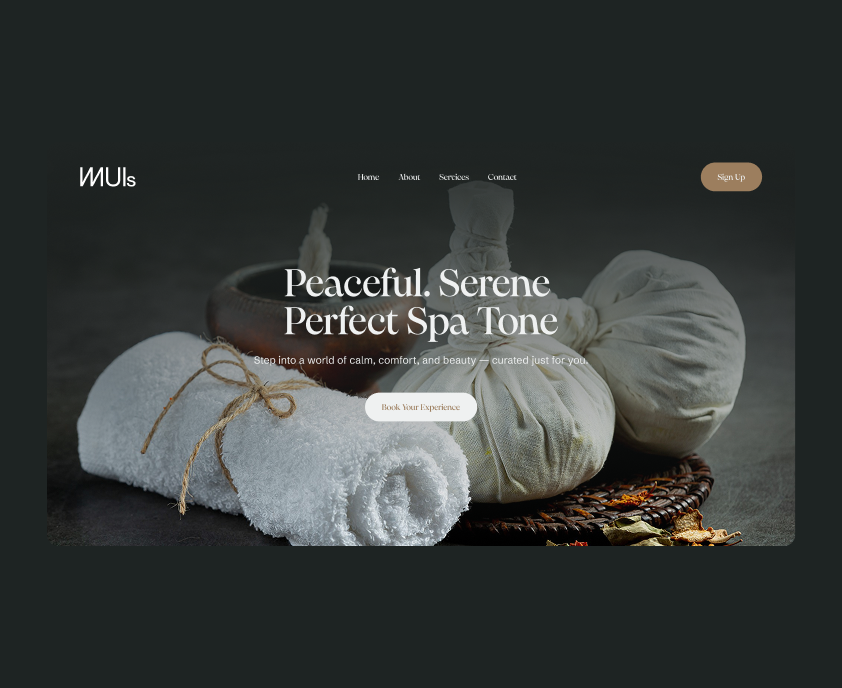 MUIs
Home About Services Contact
Sign Up
Peaceful. Serene
Perfect Spa Tone
Step into a world of calm, comfort, and beauty — curated just for you.
Book Your Experience